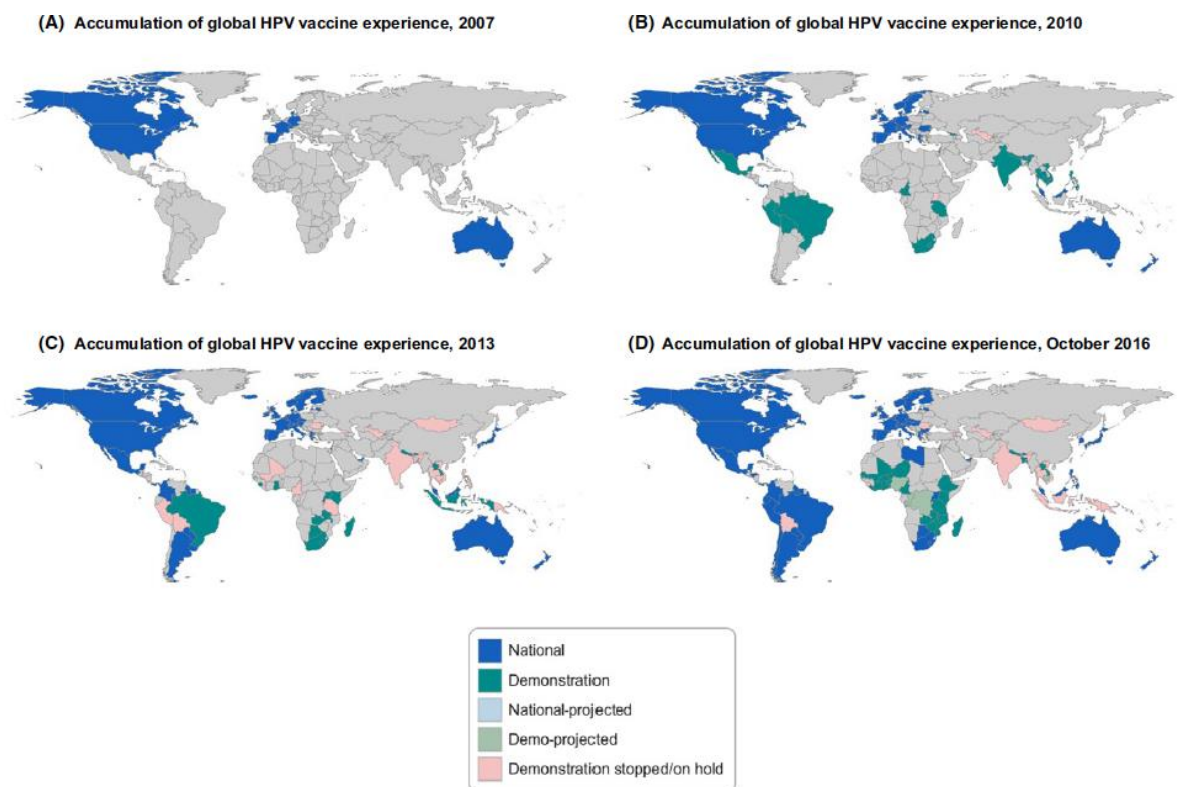 (A) Accumulation of global HPV vaccine experience, 2007
(B) Accumulation of global HPV vaccine experience, 2010
(C) Accumulation of global HPV vaccine experience, 2013
(D) Accumulation of global HPV vaccine experience, October 2016
National
Demonstration
National-projected
Demo-projected
Demonstration stopped/on hold